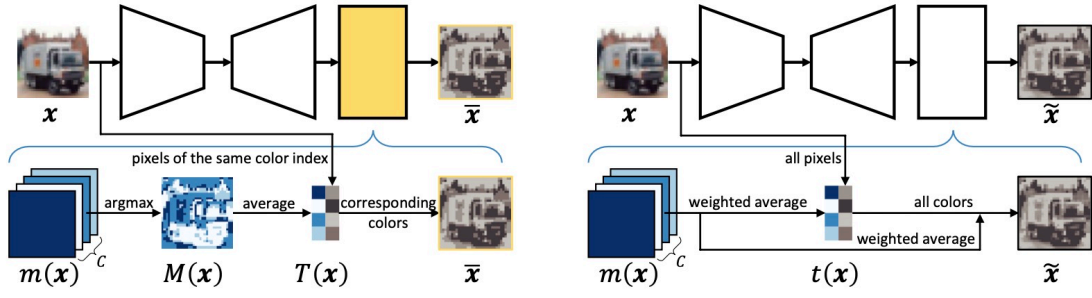 x
x̅
pixels of the same color index
argmax
average
corresponding
colors
C
m(x)
M(x)
T(x)
x̅
x
x̃
all pixels
weighted average
all colors
weighted average
C
m(x)
t(x)
x̃